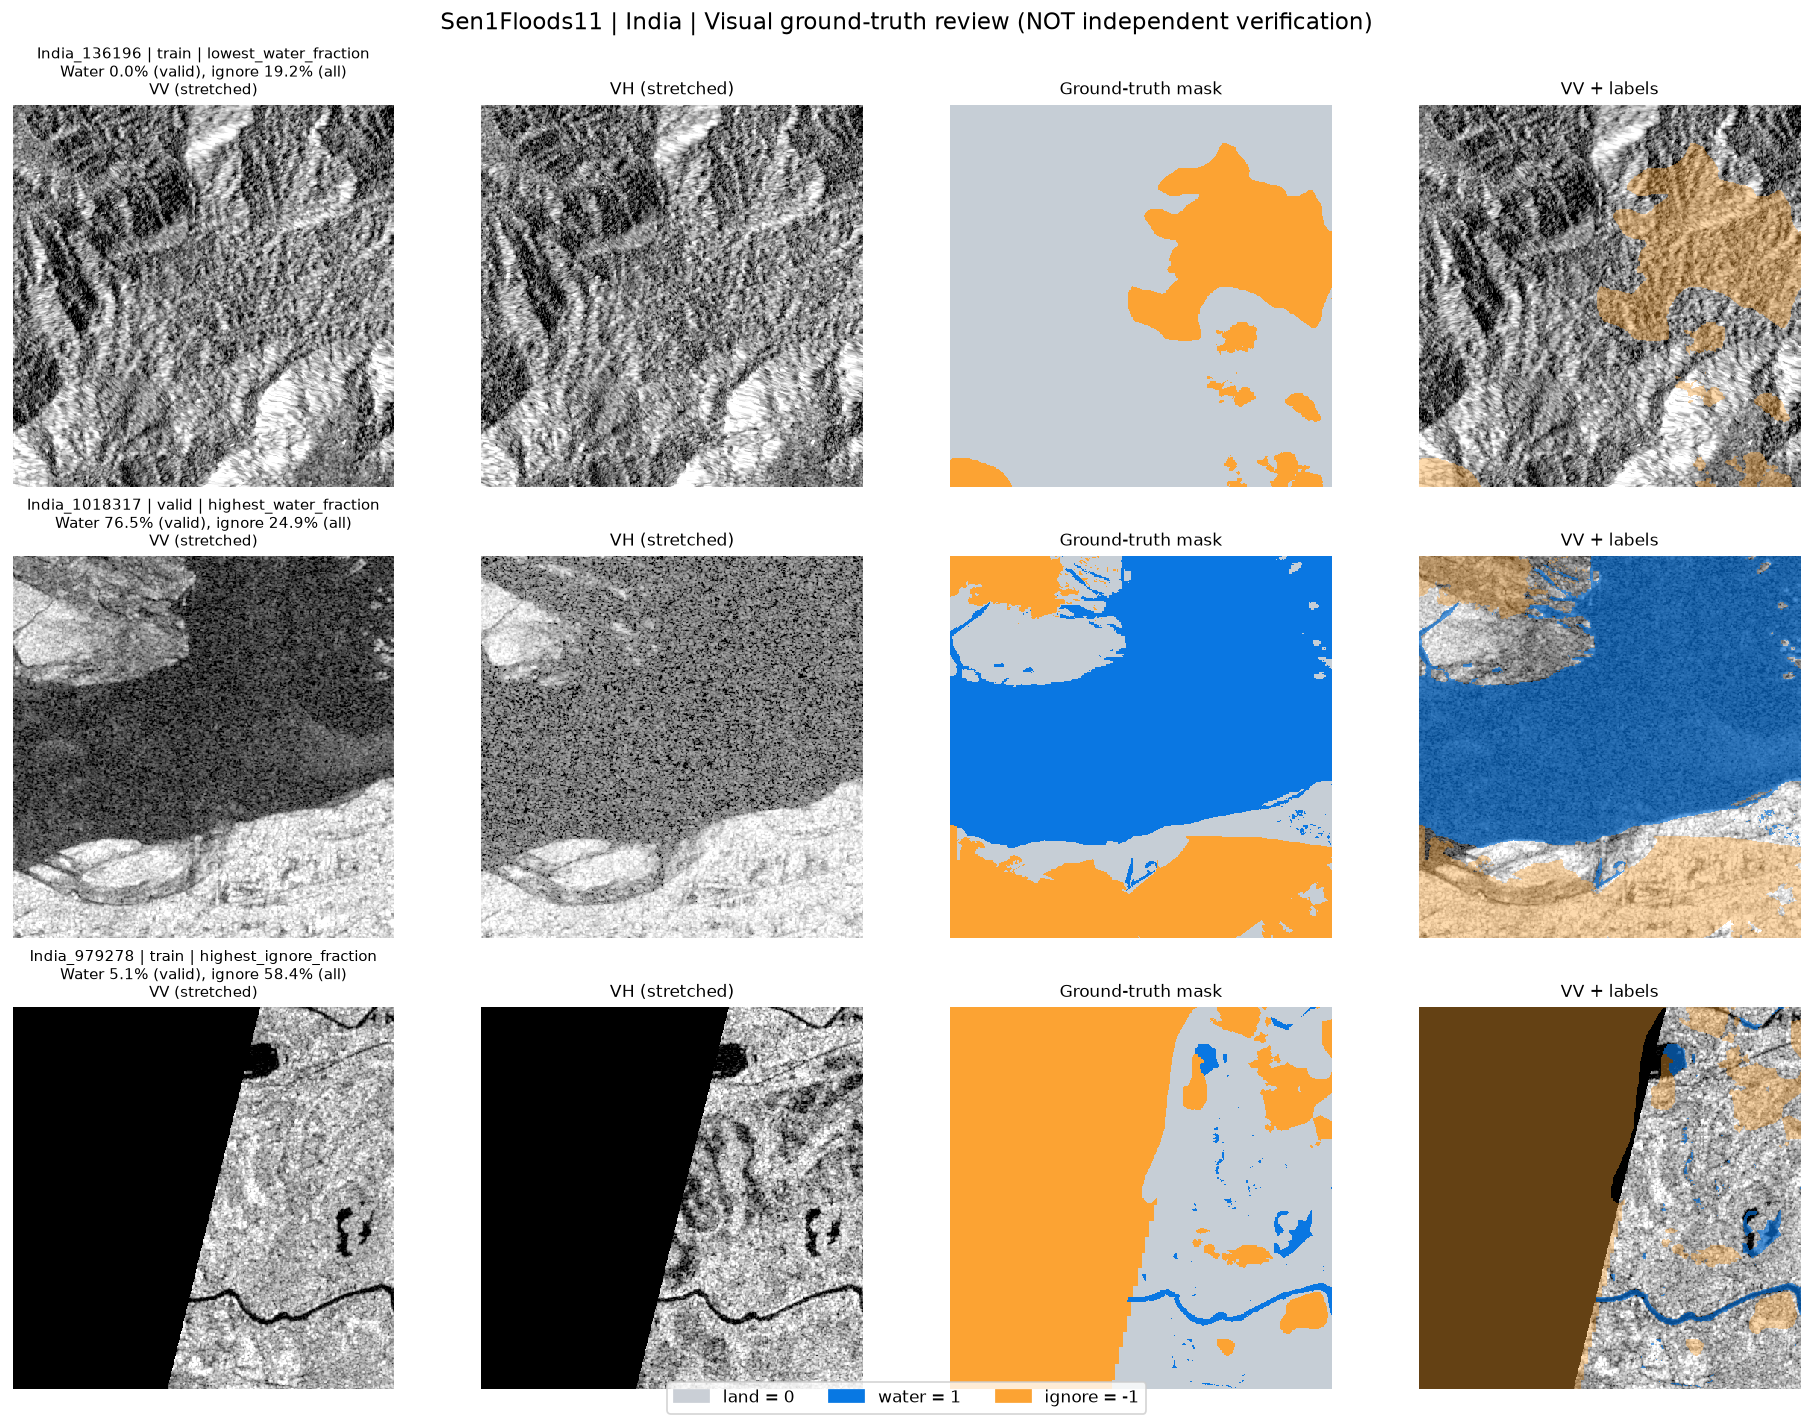 Sen1Floods11 | India | Visual ground-truth review (NOT independent verification)
India_136196 | train | lowest_water_fraction
Water 0.0% (valid), ignore 19.2% (all)
VV (stretched)
VH (stretched)
Ground-truth mask
VV + labels
India_1018317 | valid | highest_water_fraction
Water 76.5% (valid), ignore 24.9% (all)
VV (stretched)
VH (stretched)
Ground-truth mask
VV + labels
India_979278 | train | highest_ignore_fraction
Water 5.1% (valid), ignore 58.4% (all)
VV (stretched)
VH (stretched)
Ground-truth mask
VV + labels
land = 0
water = 1
ignore = -1